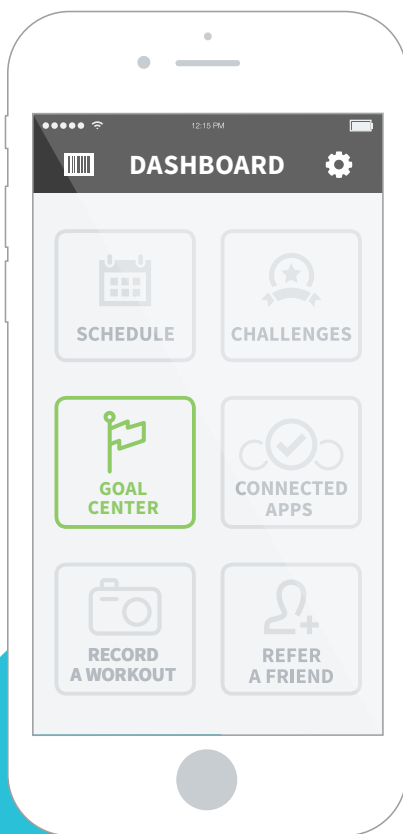 12:15 PM
DASHBOARD
SCHEDULE
CHALLENGES
GOAL
CENTER
CONNECTED
APPS
RECORD
A WORKOUT
REFER
A FRIEND